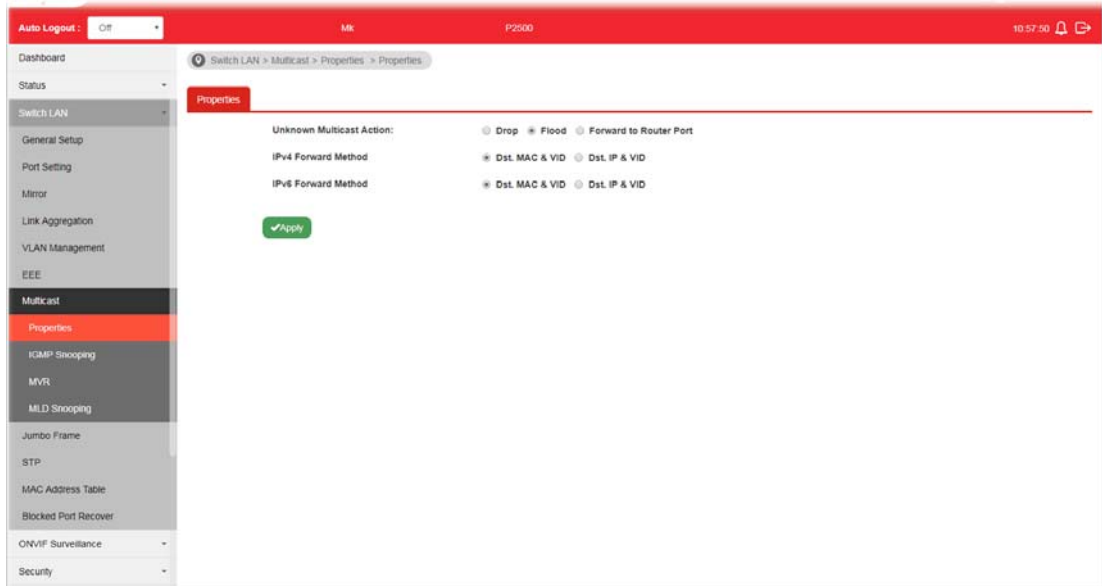 Auto Logout : Off Mk P2500 10:57:50
Dashboard
Status
Switch LAN
General Setup
Port Setting
Mirror
Link Aggregation
VLAN Management
EEE
Multicast
Properties
IGMP Snooping
MVR
MLD Snooping
Jumbo Frame
STP
MAC Address Table
Blocked Port Recover
ONVIF Surveillance
Security
Switch LAN > Multicast > Properties > Properties
Properties
Unknown Multicast Action: Drop Flood Forward to Router Port
IPv4 Forward Method Dst. MAC & VID Dst. IP & VID
IPv6 Forward Method Dst. MAC & VID Dst. IP & VID
Apply